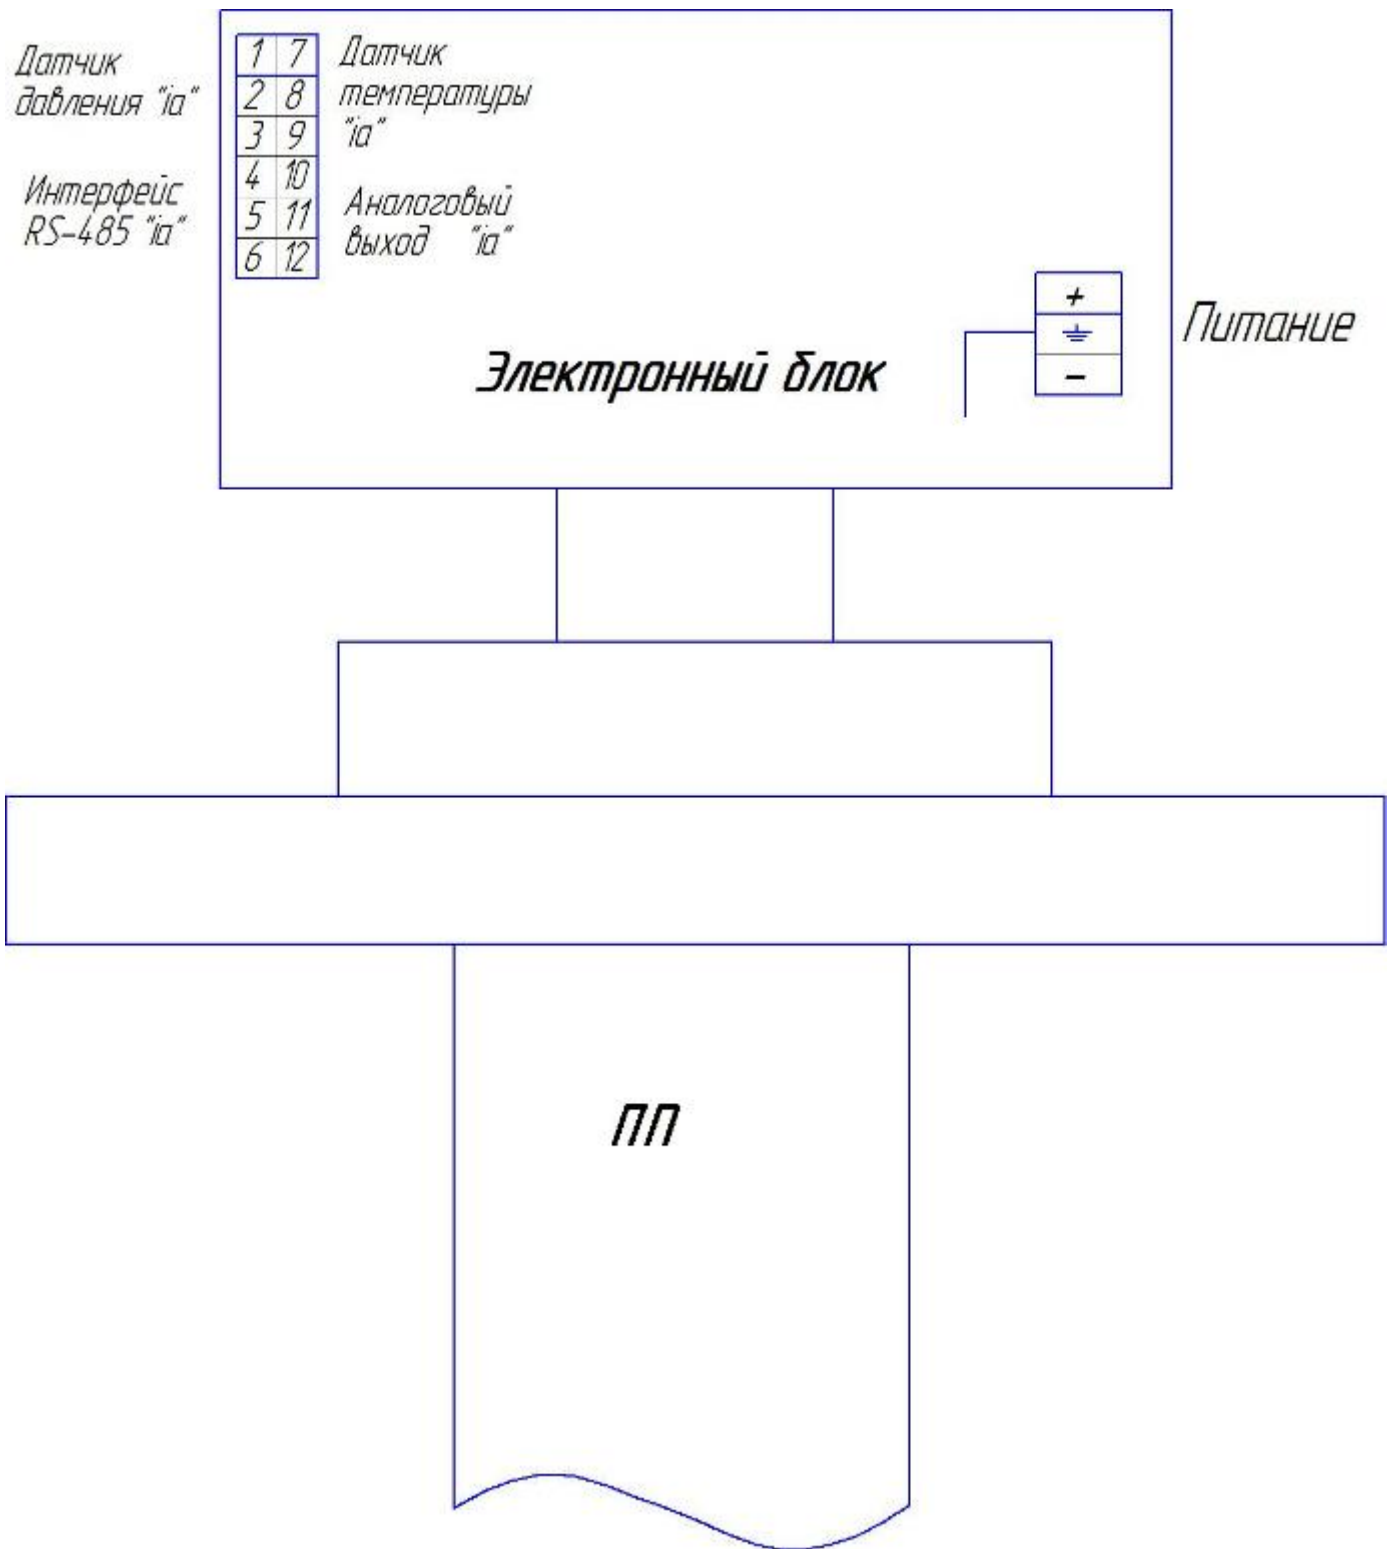 Датчик
давления "ia"
Интерфейс
RS-485 "ia"
1 7
2 8
3 9
4 10
5 11
6 12
Датчик
температуры
"ia"
Аналоговый
выход "ia"
+
-
Питание
Электронный блок
ПП